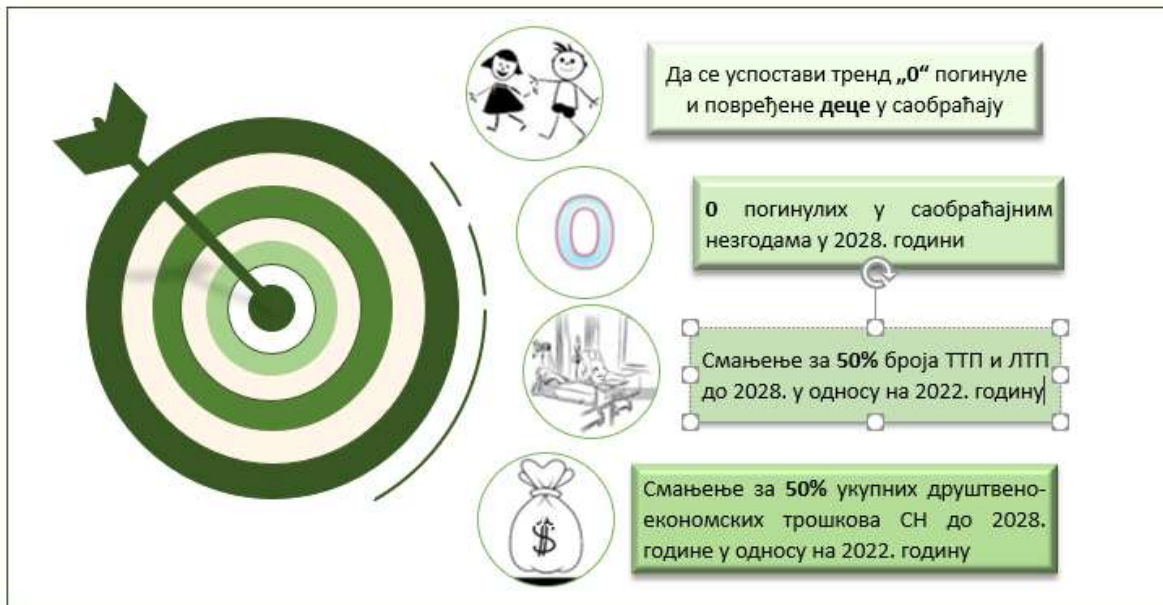 Да се успостави тренд „0“ погинуле
и повређене деце у саобраћају
0
0 погинулих у саобраћајним
незгодама у 2028. години
Смањење за 50% броја ТТП и ЛТП
до 2028. у односу на 2022. годину
$
Смањење за 50% укупних друштвено-
економских трошкова СН до 2028.
године у односу на 2022. годину